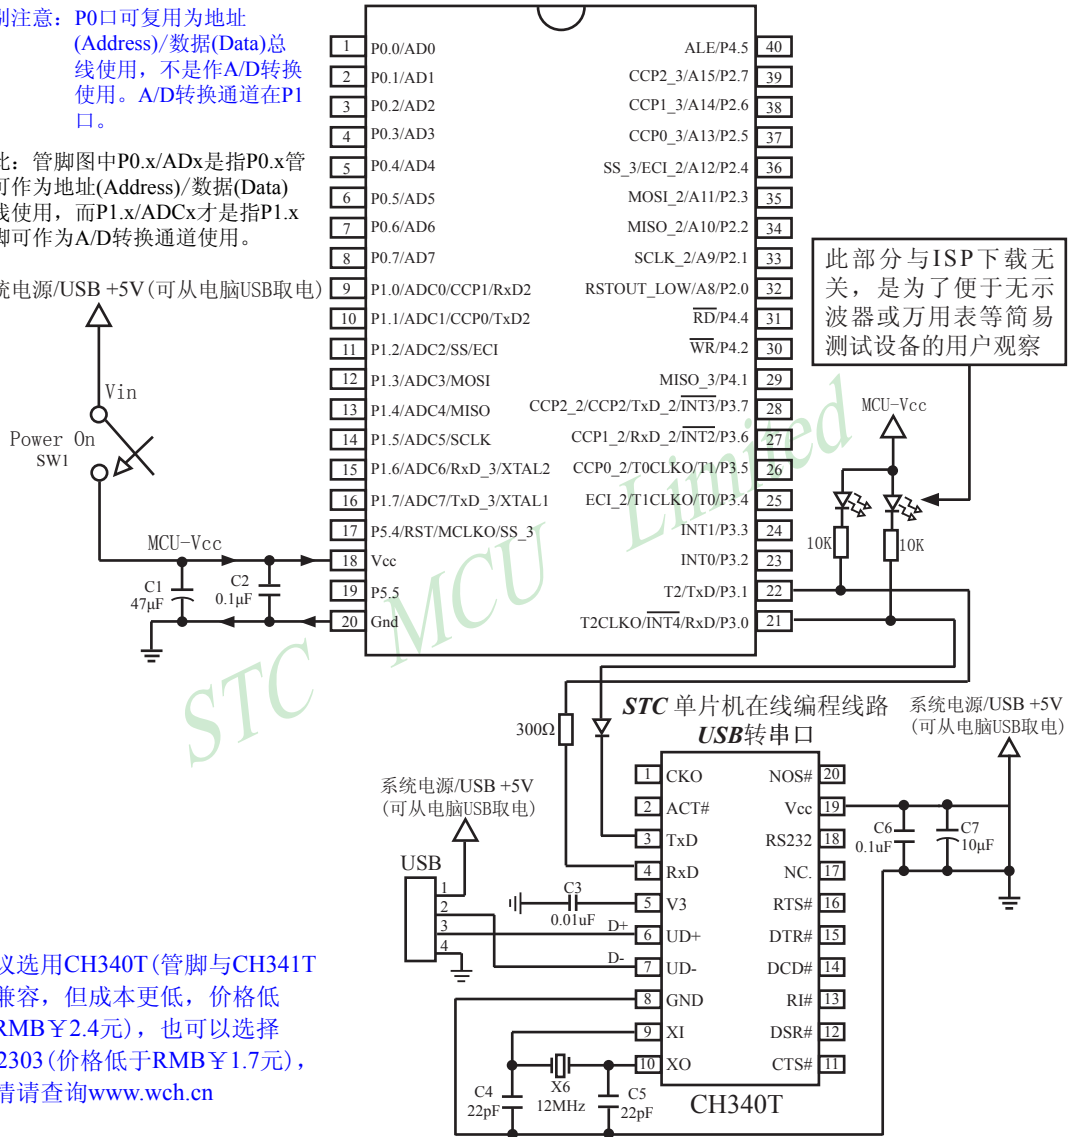 别注意：P0口可复用为地址
(Address)/数据(Data)总
线使用，不是作A/D转换
使用。A/D转换通道在P1
口。
比：管脚图中P0.x/ADx是指P0.x管
可作为地址(Address)/数据(Data)
线使用，而P1.x/ADCx才是指P1.x
脚可作为A/D转换通道使用。
统电源/USB +5V(可从电脑USB取电)
Vin
Power On
SW1
MCU-Vcc
C1
47μF
C2
0.1μF
1 P0.0/AD0
2 P0.1/AD1
3 P0.2/AD2
4 P0.3/AD3
5 P0.4/AD4
6 P0.5/AD5
7 P0.6/AD6
8 P0.7/AD7
9 P1.0/ADC0/CCP1/RxD2
10 P1.1/ADC1/CCP0/TxD2
11 P1.2/ADC2/SS/ECI
12 P1.3/ADC3/MOSI
13 P1.4/ADC4/MISO
14 P1.5/ADC5/SCLK
15 P1.6/ADC6/RxD_3/XTAL2
16 P1.7/ADC7/TxD_3/XTAL1
17 P5.4/RST/MCLKO/SS_3
18 Vcc
19 P5.5
20 Gnd
ALE/P4.5 40
CCP2_3/A15/P2.7 39
CCP1_3/A14/P2.6 38
CCP0_3/A13/P2.5 37
SS_3/ECI_2/A12/P2.4 36
MOSI_2/A11/P2.3 35
MISO_2/A10/P2.2 34
SCLK_2/A9/P2.1 33
RSTOUT_LOW/A8/P2.0 32
RD/P4.4 31
WR/P4.2 30
MISO_3/P4.1 29
CCP2_2/CCP2/TxD_2/INT3/P3.7 28
CCP1_2/RxD_2/INT2/P3.6 27
CCP0_2/T0CLKO/T1/P3.5 26
ECI_2/T1CLKO/T0/P3.4 25
INT1/P3.3 24
INT0/P3.2 23
T2/TxD/P3.1 22
T2CLKO/INT4/RxD/P3.0 21
此部分与ISP下载无
关，是为了便于无示
波器或万用表等简易
测试设备的用户观察
MCU-Vcc
10K
10K
STC MCU Limited
300Ω
STC 单片机在线编程线路
USB转串口
系统电源/USB +5V
(可从电脑USB取电)
系统电源/USB +5V
(可从电脑USB取电)
USB
1
2
3
4
C3
0.01uF
D+
D-
1 CKO
2 ACT#
3 TxD
4 RxD
5 V3
6 UD+
7 UD-
8 GND
9 XI
10 XO
NOS# 20
Vcc 19
RS232 18
NC. 17
RTS# 16
DTR# 15
DCD# 14
RI# 13
DSR# 12
CTS# 11
CH340T
C6
0.1uF
C7
10μF
C4
22pF
X6
12MHz
C5
22pF
议选用CH340T(管脚与CH341T
兼容，但成本更低，价格低
RMB￥2.4元)，也可以选择
2303(价格低于RMB￥1.7元)，
情请查询www.wch.cn